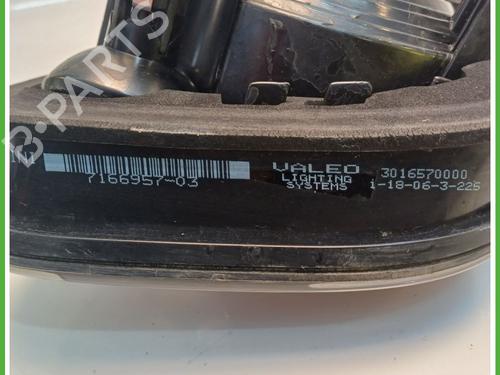 B-PARTS
7166957-03
VALEO
LIGHTING
SYSTEMS
3016570000
i-18-06-3-225